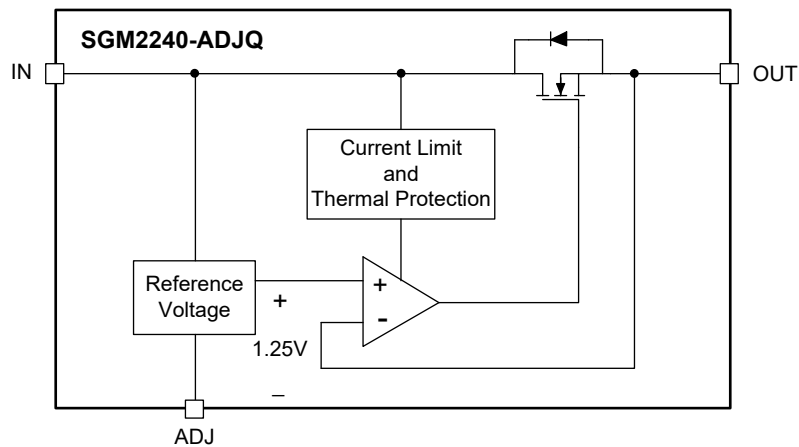 SGM2240-ADJQ
IN
OUT
Current Limit
and
Thermal Protection
Reference
Voltage
+
+
-
1.25V
–
ADJ